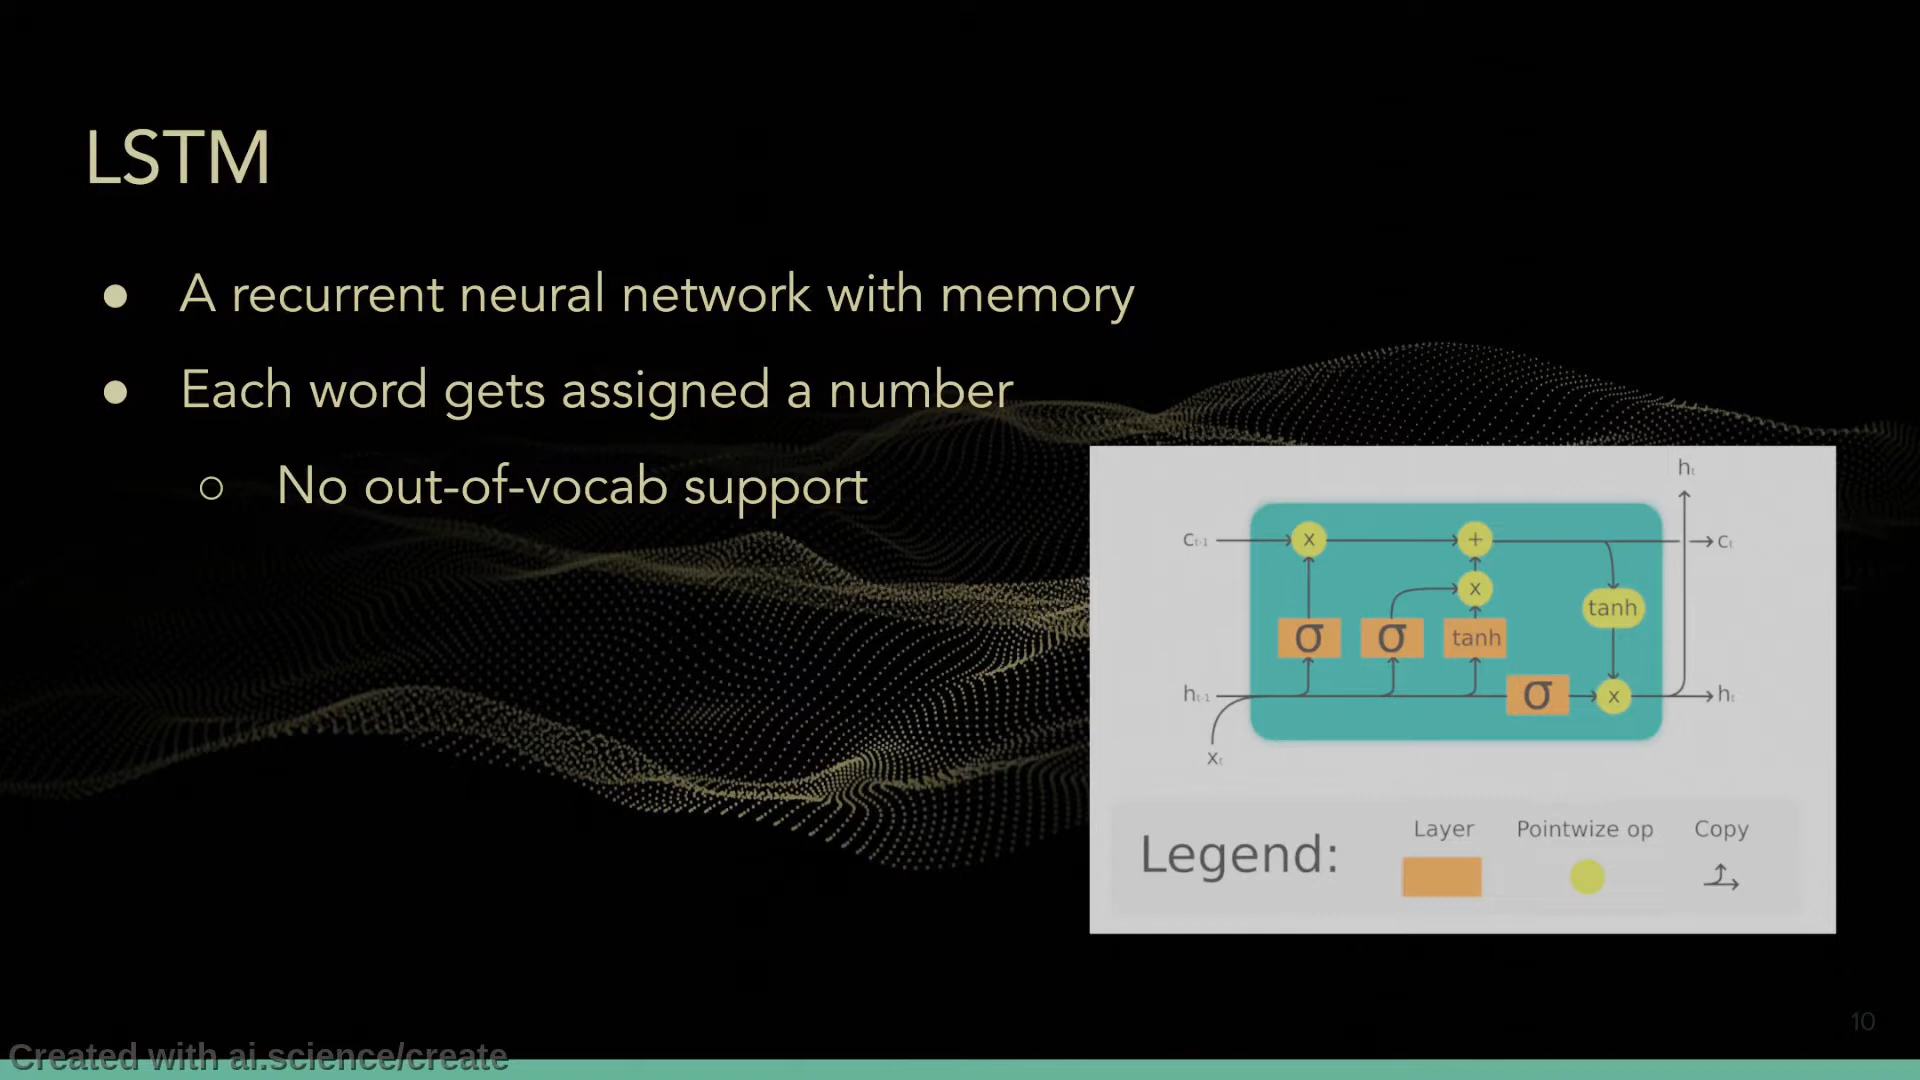 LSTM
● A recurrent neural network with memory
● Each word gets assigned a number
○ No out-of-vocab support
hₜ
cₜ₋₁ x + cₜ
x
tanh
σ σ tanh
hₜ₋₁ σ x hₜ
xₜ
Legend: Layer Pointwize op Copy
10
Created with ai.science/create